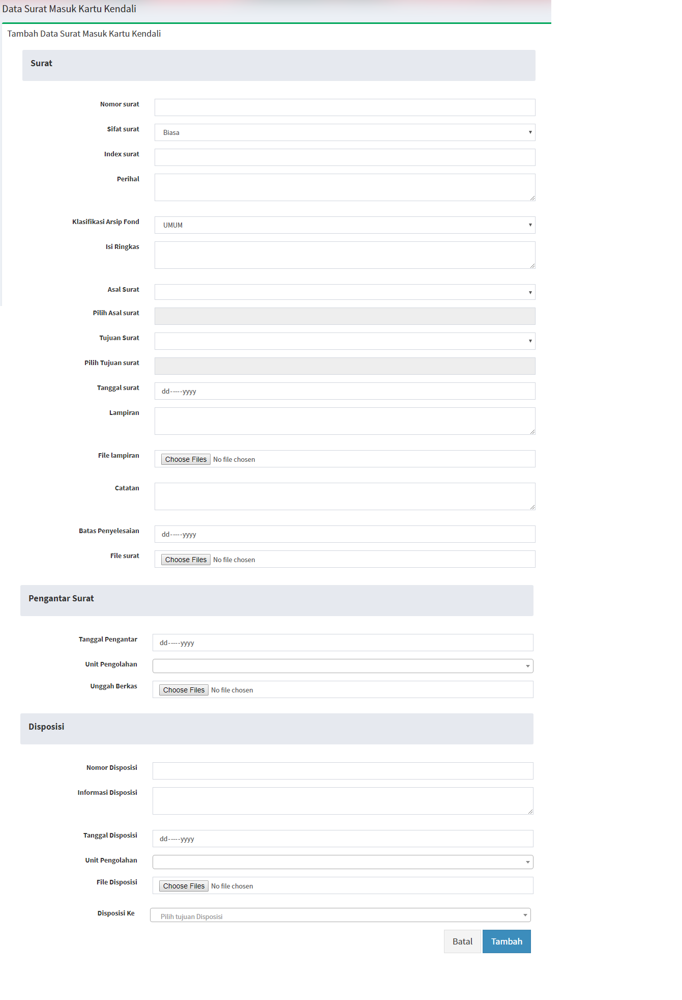 Data Surat Masuk Kartu Kendali
Tambah Data Surat Masuk Kartu Kendali
Surat
Nomor surat
Sifat surat Biasa
Index surat
Perihal
Klasifikasi Arsip Fond UMUM
Isi Ringkas
Asal Surat
Pilih Asal surat
Tujuan Surat
Pilih Tujuan surat
Tanggal surat dd-----yyyy
Lampiran
File lampiran Choose Files No file chosen
Catatan
Batas Penyelesaian dd-----yyyy
File surat Choose Files No file chosen
Pengantar Surat
Tanggal Pengantar dd-----yyyy
Unit Pengolahan
Unggah Berkas Choose Files No file chosen
Disposisi
Nomor Disposisi
Informasi Disposisi
Tanggal Disposisi dd-----yyyy
Unit Pengolahan
File Disposisi Choose Files No file chosen
Disposisi Ke Pilih tujuan Disposisi
Batal Tambah